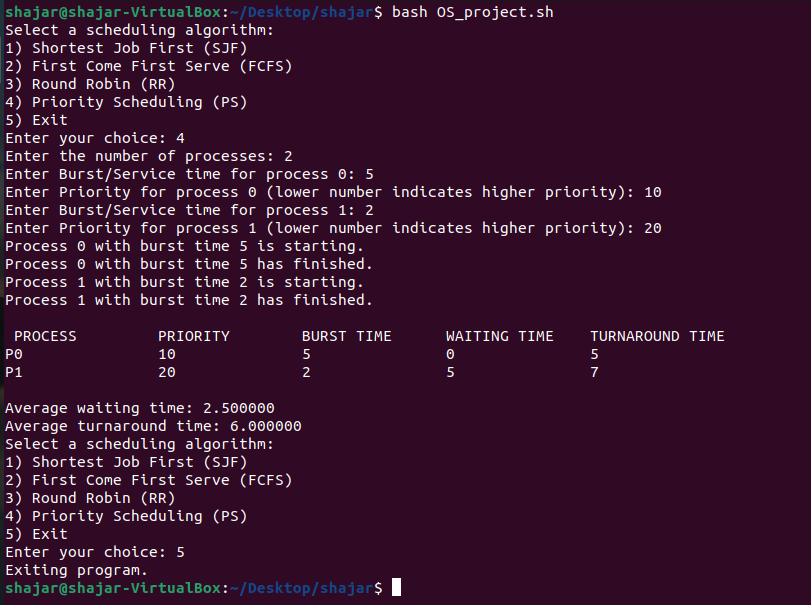 shajar@shajar-VirtualBox:~/Desktop/shajar$ bash OS_project.sh
Select a scheduling algorithm:
1) Shortest Job First (SJF)
2) First Come First Serve (FCFS)
3) Round Robin (RR)
4) Priority Scheduling (PS)
5) Exit
Enter your choice: 4
Enter the number of processes: 2
Enter Burst/Service time for process 0: 5
Enter Priority for process 0 (lower number indicates higher priority): 10
Enter Burst/Service time for process 1: 2
Enter Priority for process 1 (lower number indicates higher priority): 20
Process 0 with burst time 5 is starting.
Process 0 with burst time 5 has finished.
Process 1 with burst time 2 is starting.
Process 1 with burst time 2 has finished.
PROCESS PRIORITY BURST TIME WAITING TIME TURNAROUND TIME
P0 10 5 0 5
P1 20 2 5 7
Average waiting time: 2.500000
Average turnaround time: 6.000000
Select a scheduling algorithm:
1) Shortest Job First (SJF)
2) First Come First Serve (FCFS)
3) Round Robin (RR)
4) Priority Scheduling (PS)
5) Exit
Enter your choice: 5
Exiting program.
shajar@shajar-VirtualBox:~/Desktop/shajar$